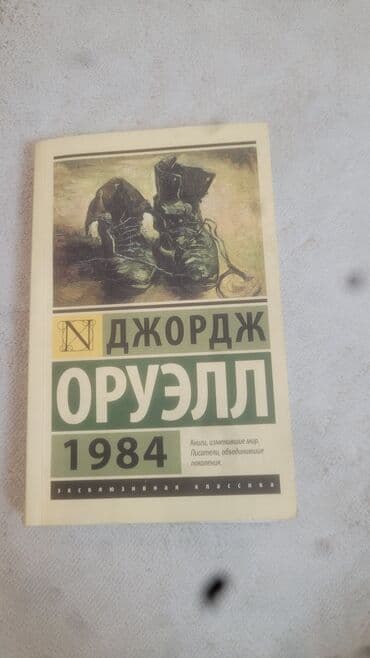 ДЖОРДЖ
ОРУЭЛЛ
1984
Книги, изменившие мир.
Писатели, объединившие
поколения.
ЭКСКЛЮЗИВНАЯ КЛАССИКА